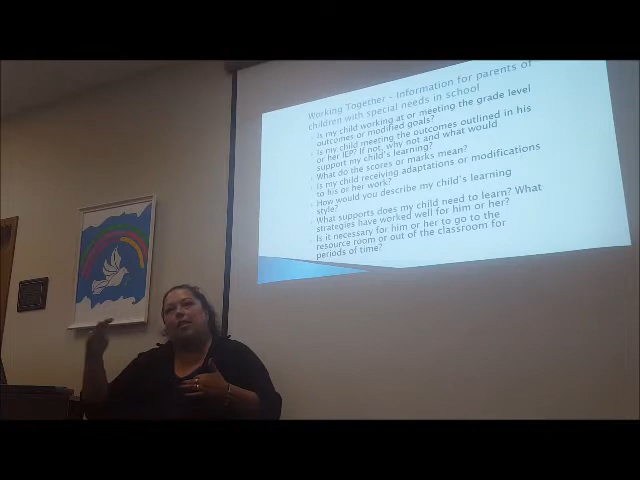 Working Together - Information for parents of
children with special needs in school
Is my child working at or meeting the grade level
outcomes or modified goals?
Is my child meeting the outcomes outlined in his
or her IEP? If not, why not and what would
support my child's learning?
What do the scores or marks mean?
Is my child receiving adaptations or modifications
to his or her work?
How would you describe my child's learning
style?
What supports does my child need to learn? What
strategies have worked well for him or her?
Is it necessary for him or her to go to the
resource room or out of the classroom for
periods of time?